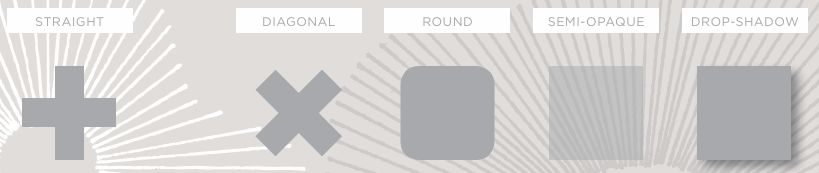 STRAIGHT
DIAGONAL
ROUND
SEMI-OPAQUE
DROP-SHADOW